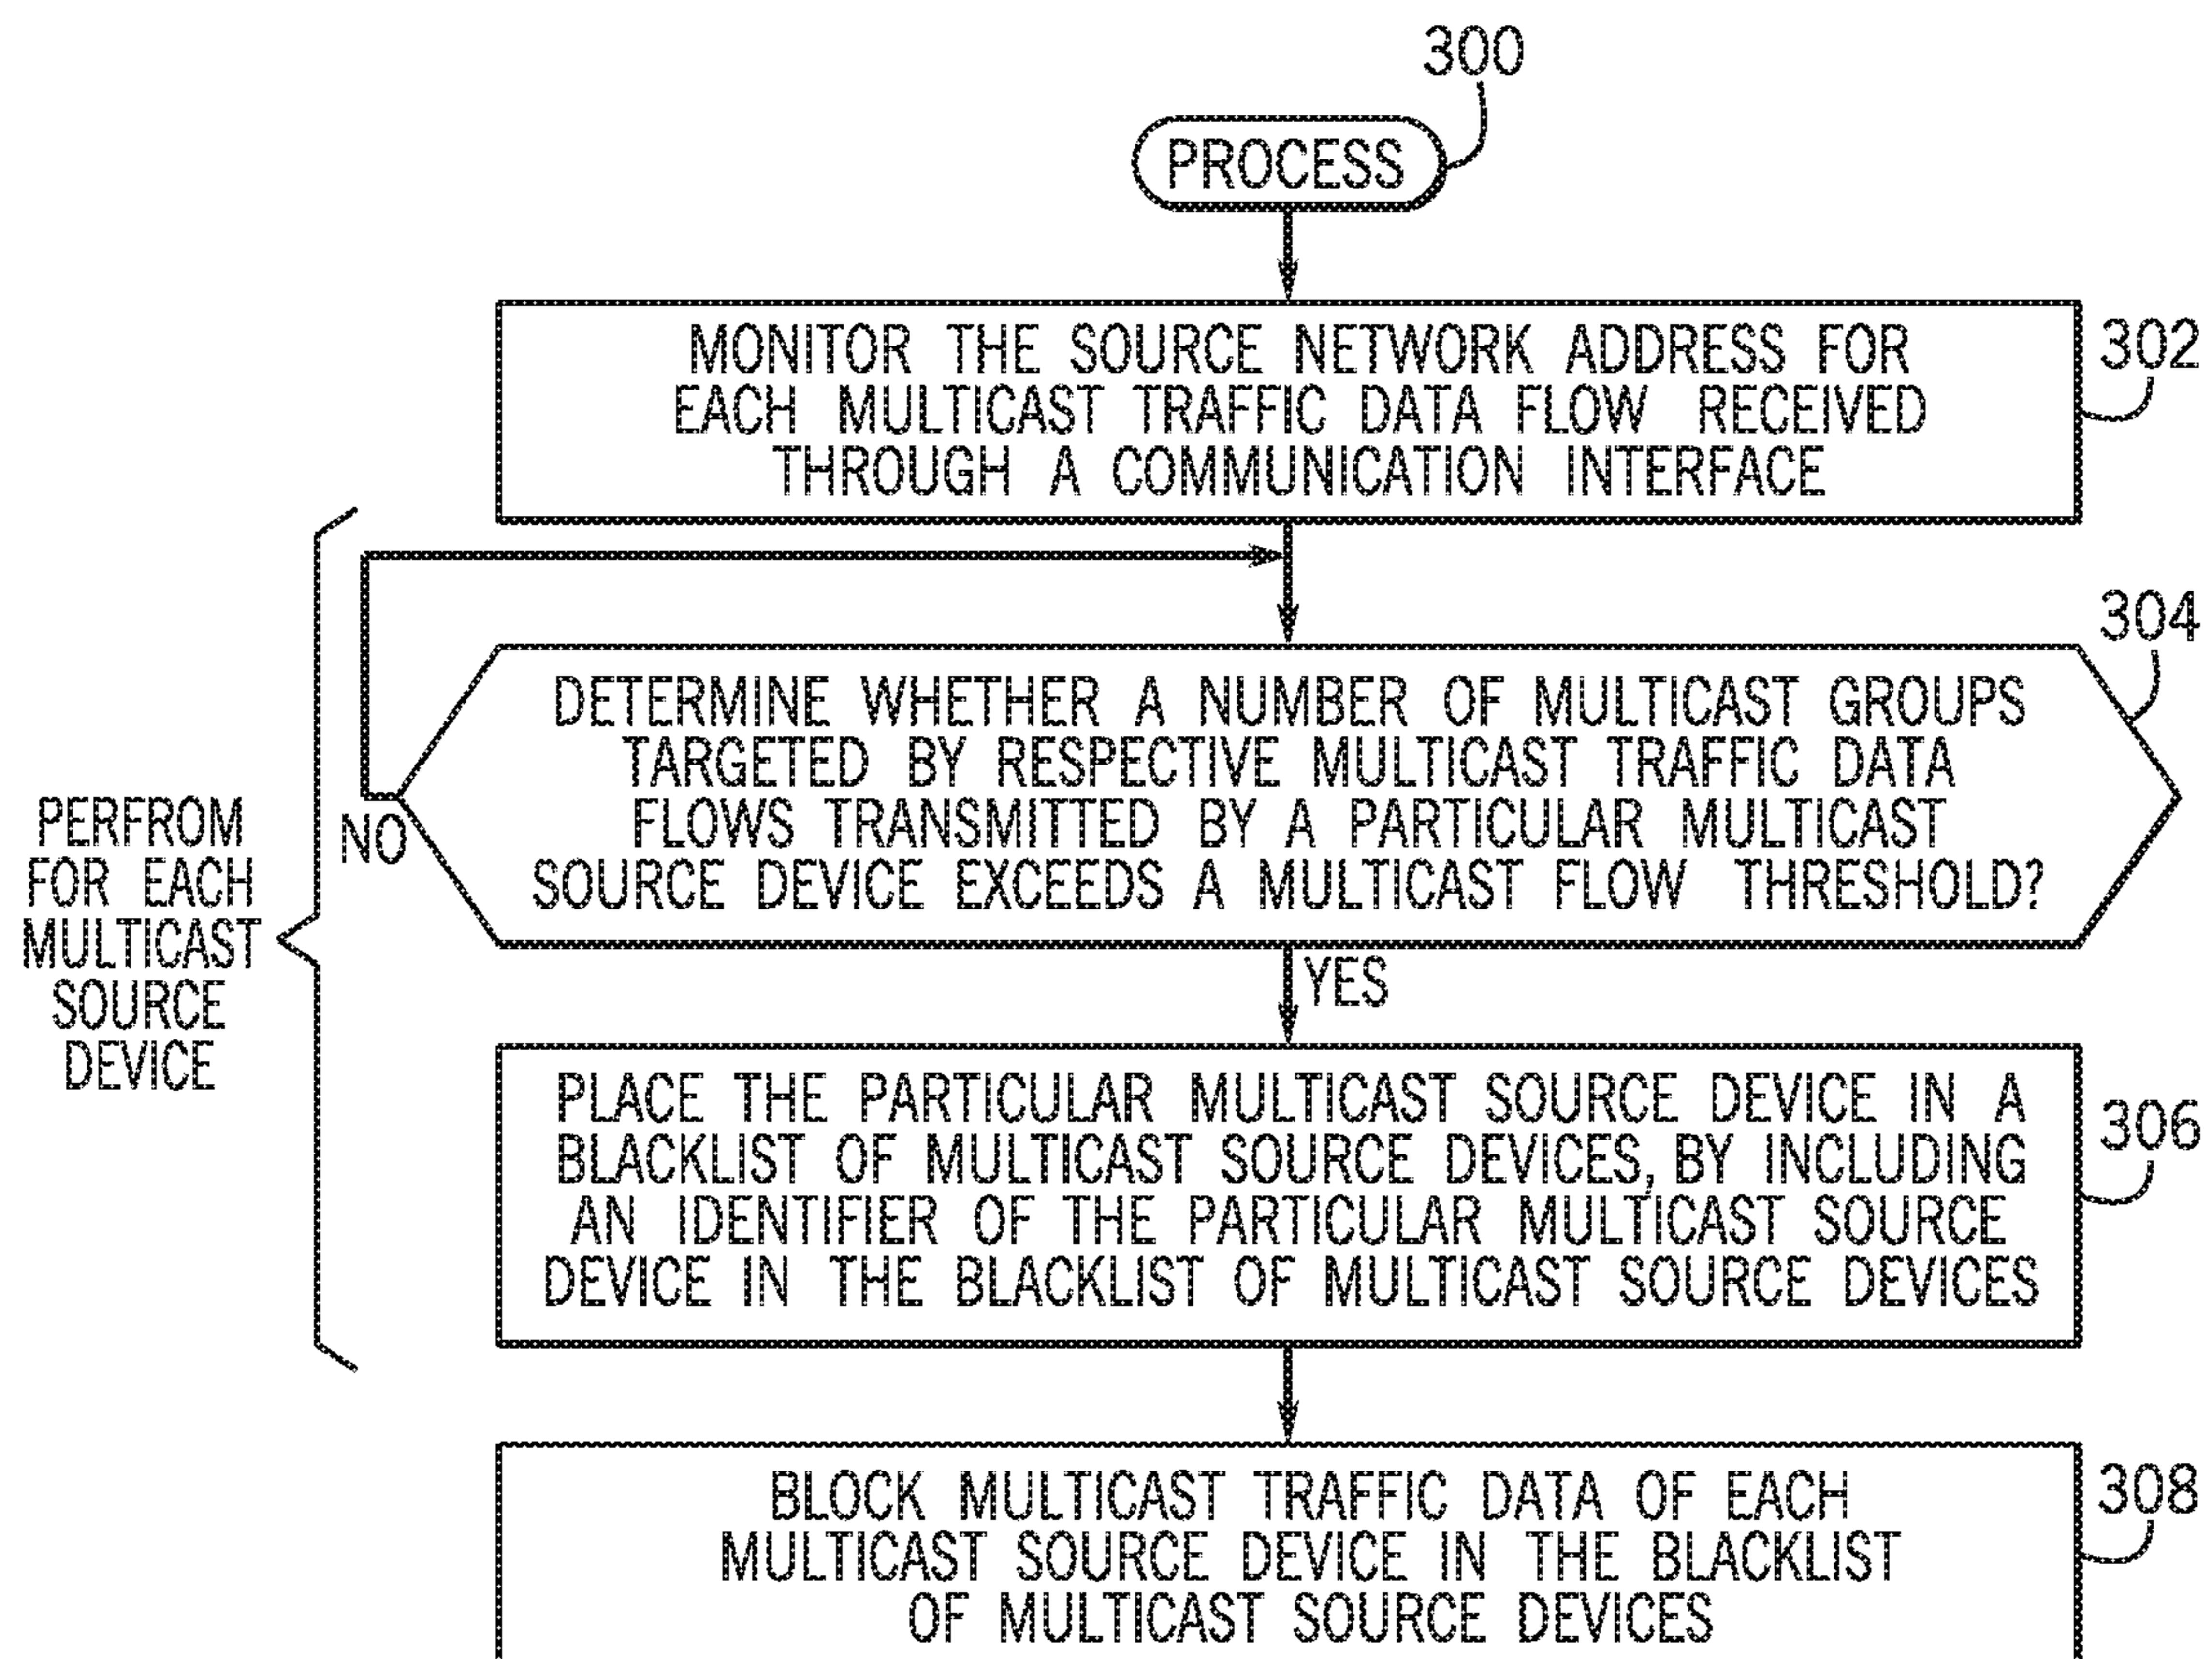 300
PROCESS
MONITOR THE SOURCE NETWORK ADDRESS FOR
EACH MULTICAST TRAFFIC DATA FLOW RECEIVED
THROUGH A COMMUNICATION INTERFACE
302
304
DETERMINE WHETHER A NUMBER OF MULTICAST GROUPS
TARGETED BY RESPECTIVE MULTICAST TRAFFIC DATA
FLOWS TRANSMITTED BY A PARTICULAR MULTICAST
SOURCE DEVICE EXCEEDS A MULTICAST FLOW THRESHOLD?
NO
PERFROM
FOR EACH
MULTICAST
SOURCE
DEVICE
YES
PLACE THE PARTICULAR MULTICAST SOURCE DEVICE IN A
BLACKLIST OF MULTICAST SOURCE DEVICES, BY INCLUDING
AN IDENTIFIER OF THE PARTICULAR MULTICAST SOURCE
DEVICE IN THE BLACKLIST OF MULTICAST SOURCE DEVICES
306
BLOCK MULTICAST TRAFFIC DATA OF EACH
MULTICAST SOURCE DEVICE IN THE BLACKLIST
OF MULTICAST SOURCE DEVICES
308